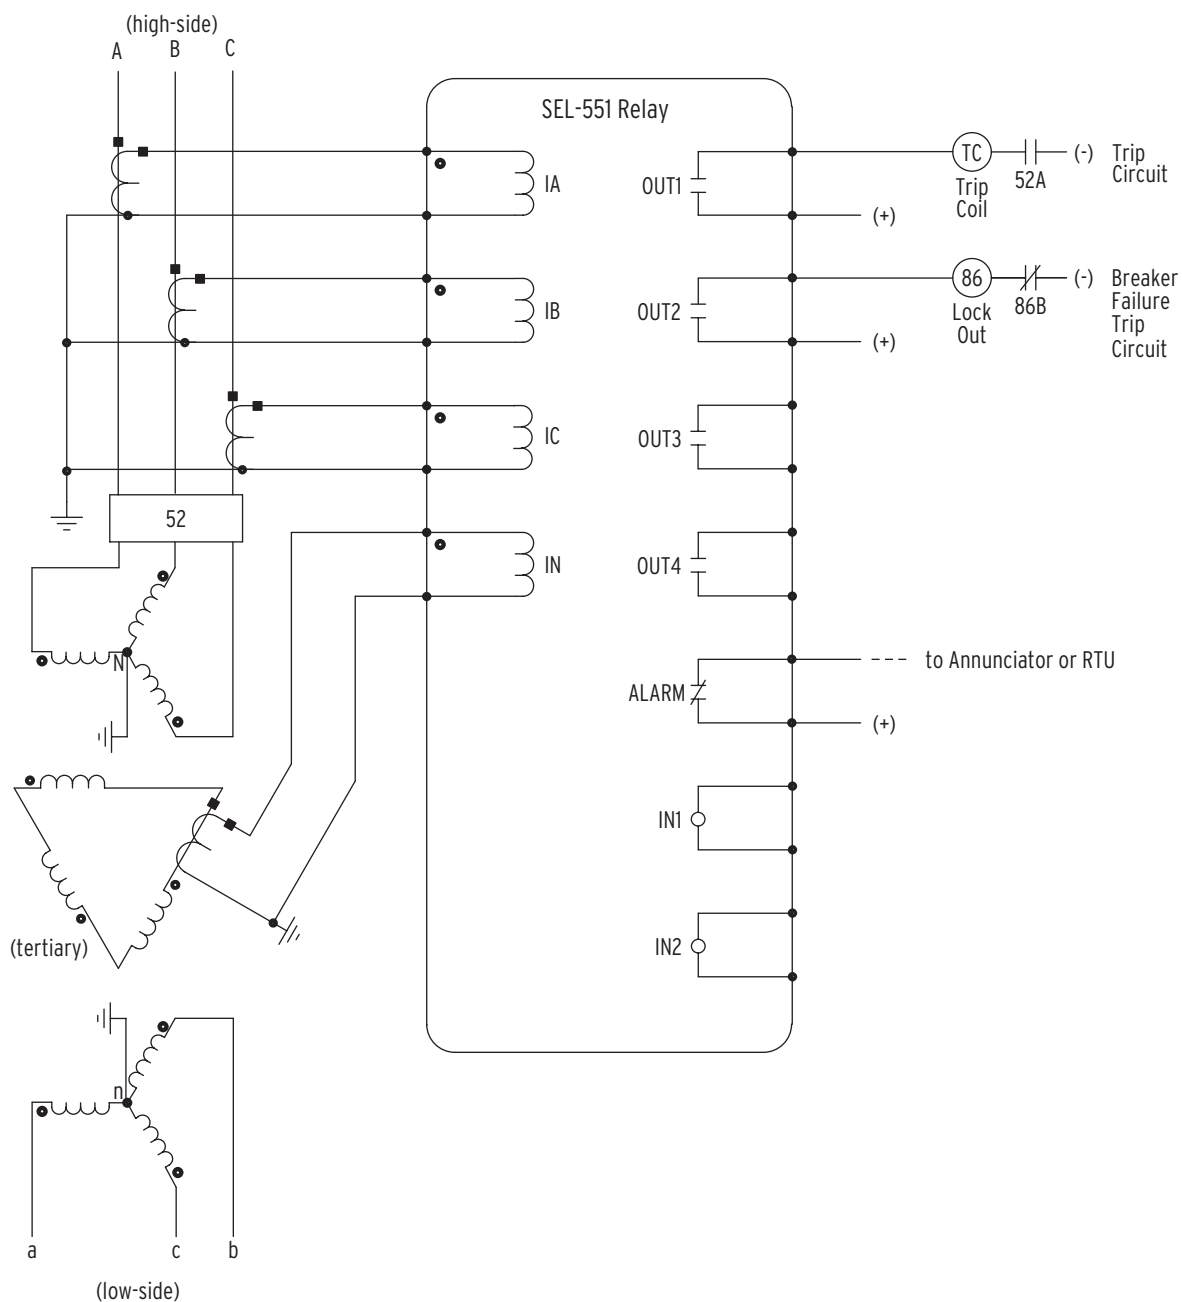 (high-side)
A B C
SEL-551 Relay
IA
OUT1
TC
Trip
Coil
52A
(-)
Trip
Circuit
(+)
IB
OUT2
86
Lock
Out
86B
(-)
Breaker
Failure
Trip
Circuit
(+)
IC
OUT3
52
IN
OUT4
N
ALARM
to Annunciator or RTU
(+)
IN1
(tertiary)
IN2
n
a c b
(low-side)